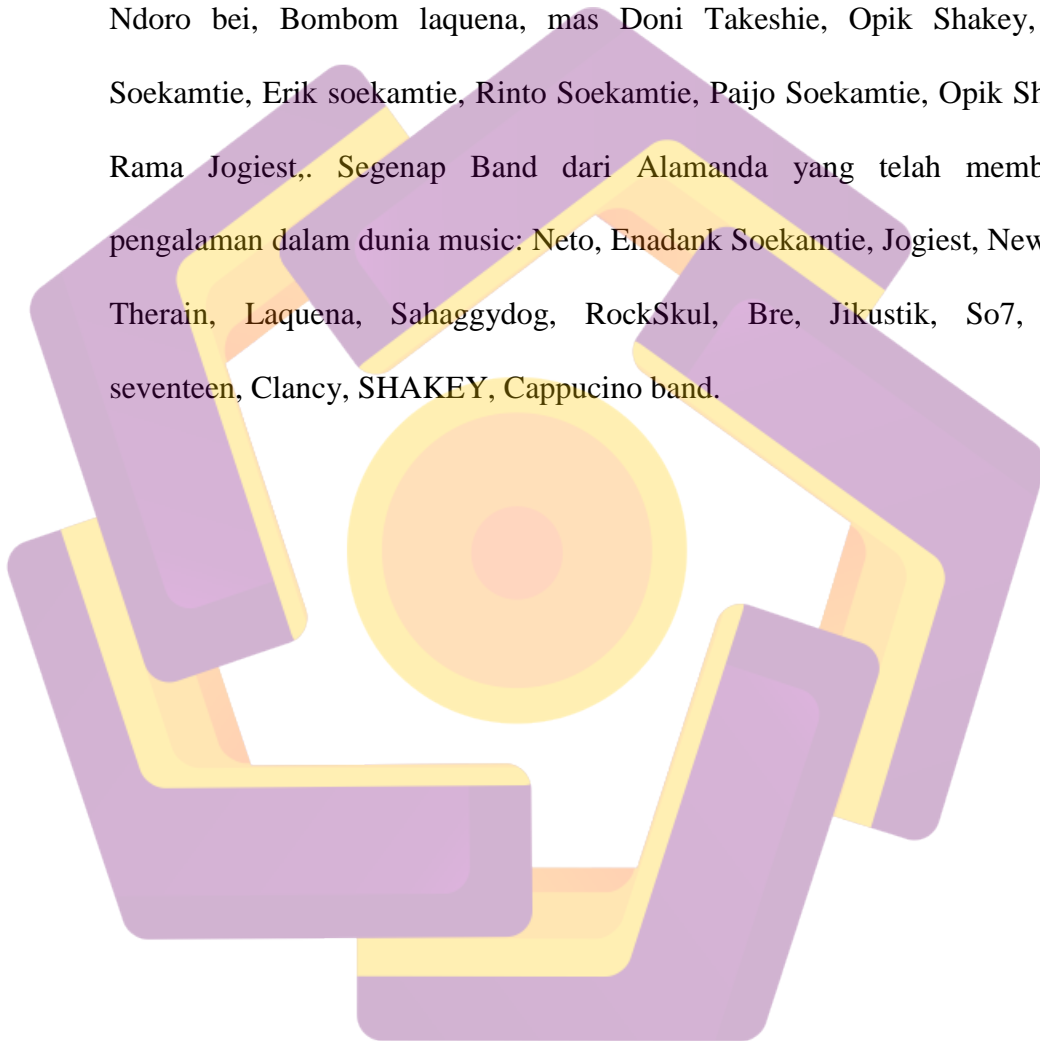 Ndoro bei, Bombom laquena, mas Doni Takeshie, Opik Shakey,
Soekamtie, Erik soekamtie, Rinto Soekamtie, Paijo Soekamtie, Opik Sh
Rama Jogiest,. Segenap Band dari Alamanda yang telah memb
pengalaman dalam dunia music: Neto, Enadank Soekamtie, Jogiest, New
Therain, Laquena, Sahaggydog, RockSkul, Bre, Jikustik, So7,
seventeen, Clancy, SHAKEY, Cappucino band.